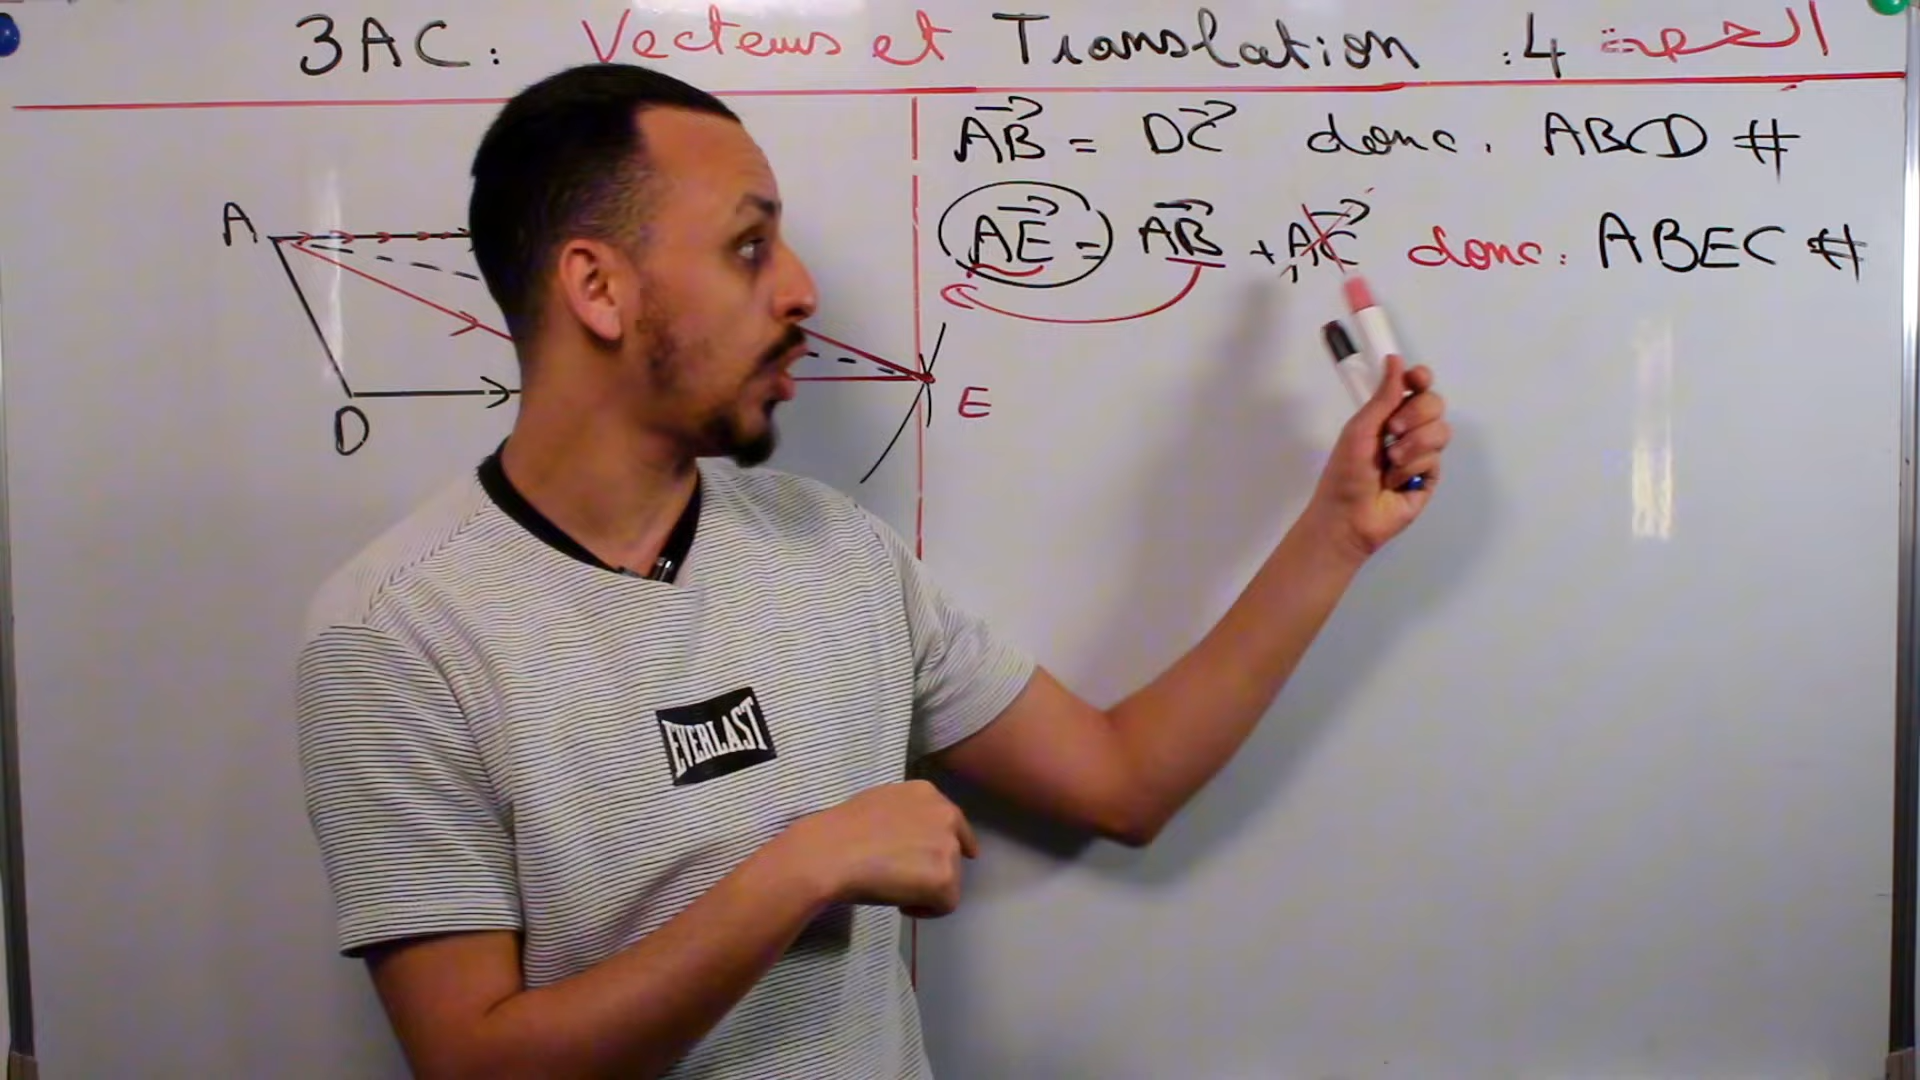 3AC: Vecteurs et Translation : الحصة 4
AB = DC donc. ABCD #
AE = AB + AC donc: ABEC #
A
E
D
EVERLAST